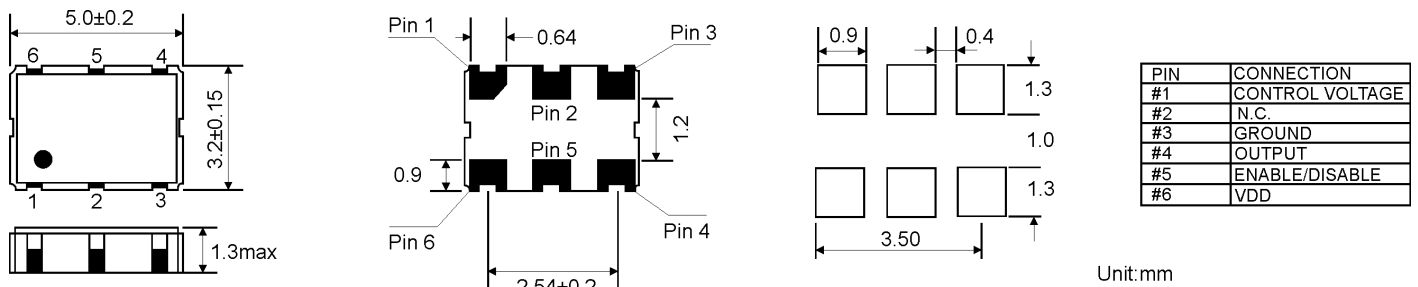 5.0±0.2
6 5 4
3.2±0.15
1 2 3
1.3max
Pin 1
0.64
Pin 3
Pin 2
1.2
Pin 5
0.9
Pin 6
Pin 4
2.54±0.2
0.9
0.4
1.3
1.0
1.3
3.50
Unit:mm
PIN CONNECTION
#1 CONTROL VOLTAGE
#2 N.C.
#3 GROUND
#4 OUTPUT
#5 ENABLE/DISABLE
#6 VDD